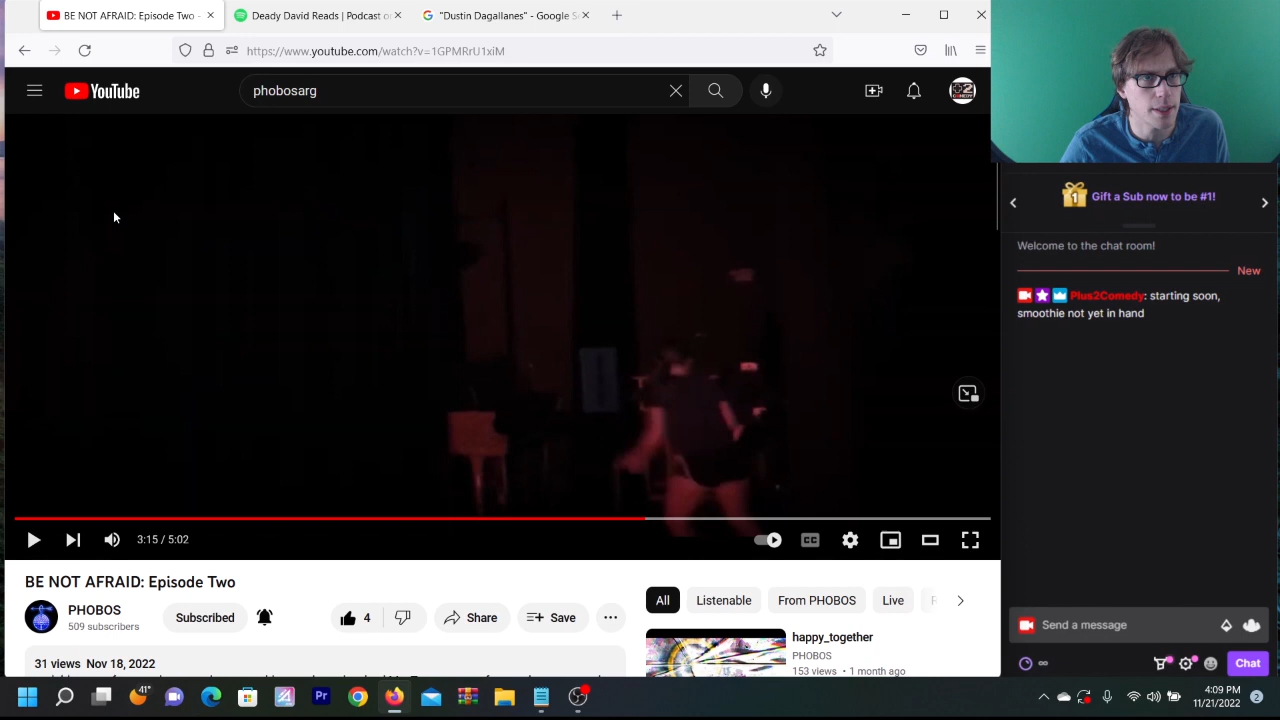 BE NOT AFRAID: Episode Two -
Deady David Reads | Podcast o
"Dustin Dagallanes" - Google S
https://www.youtube.com/watch?v=1GPMRrU1xiM
YouTube
phobosarg
Gift a Sub now to be #1!
Welcome to the chat room!
New
Plus2Comedy: starting soon,
smoothie not yet in hand
3:15 / 5:02
CC
BE NOT AFRAID: Episode Two
PHOBOS
509 subscribers
Subscribed
4
Share
Save
All
Listenable
From PHOBOS
Live
31 views Nov 18, 2022
happy_together
PHOBOS
153 views • 1 month ago
Send a message
Chat
41°
Pr
4:09 PM
11/21/2022
2